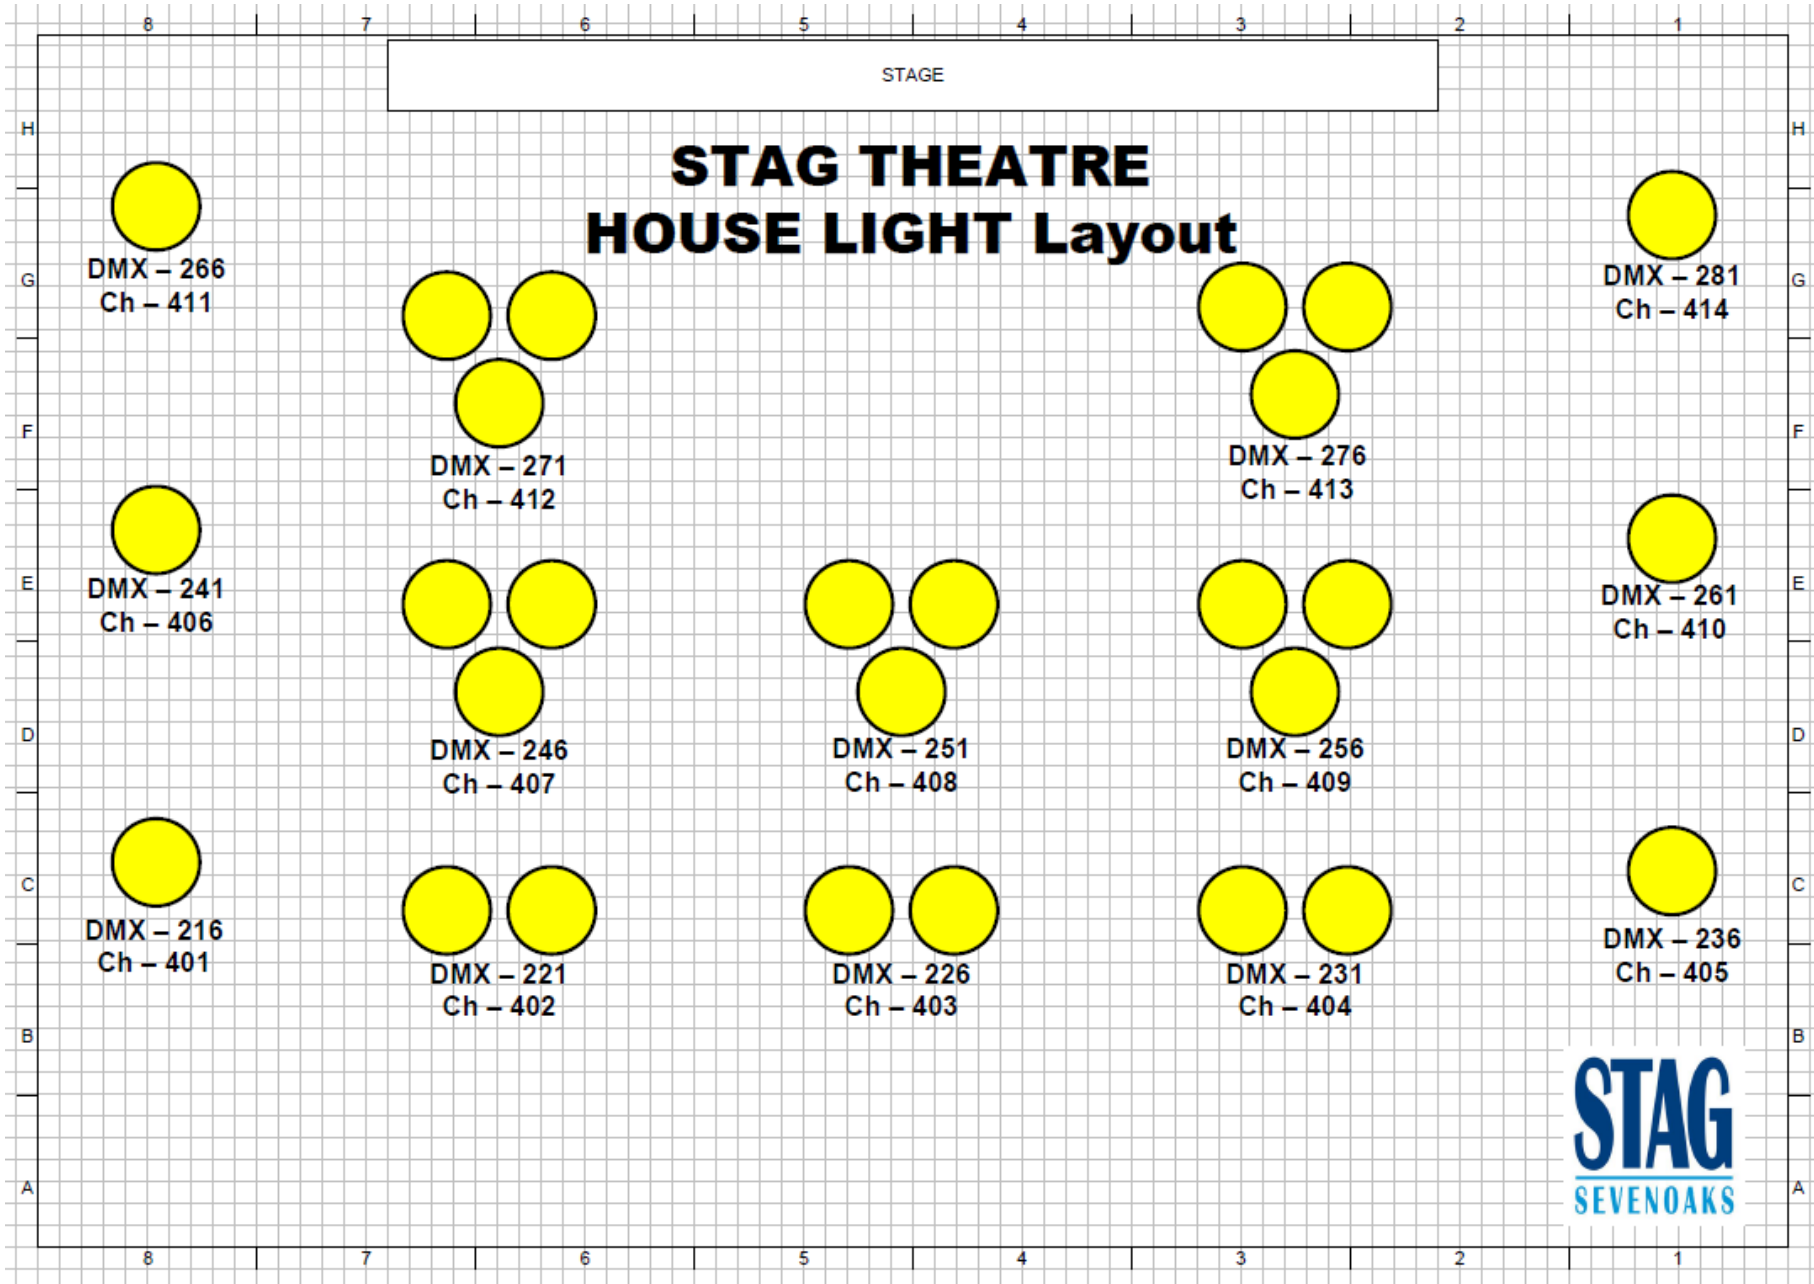 8 7 6 5 4 3 2 1
STAGE
H H
STAG THEATRE
HOUSE LIGHT Layout
DMX – 266
Ch – 411
DMX – 281
Ch – 414
G G
F F
DMX – 271
Ch – 412
DMX – 276
Ch – 413
DMX – 241
Ch – 406
DMX – 261
Ch – 410
E E
D D
DMX – 246
Ch – 407
DMX – 251
Ch – 408
DMX – 256
Ch – 409
C C
DMX – 216
Ch – 401
DMX – 221
Ch – 402
DMX – 226
Ch – 403
DMX – 231
Ch – 404
DMX – 236
Ch – 405
B B
STAG
SEVENOAKS
A A
8 7 6 5 4 3 2 1